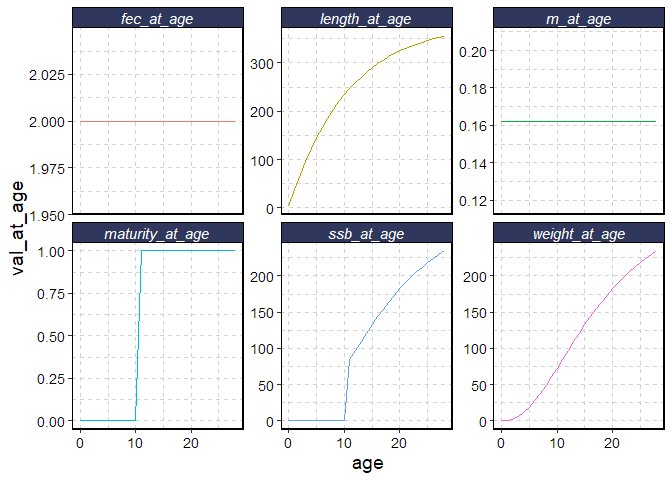 fec_at_age
length_at_age
m_at_age
2.025
2.000
1.975
1.950
300
200
100
0
0.20
0.18
0.16
0.14
0.12
val_at_age
maturity_at_age
ssb_at_age
weight_at_age
1.00
0.75
0.50
0.25
0.00
200
150
100
50
0
200
150
100
50
0
0 10 20
0 10 20
0 10 20
age